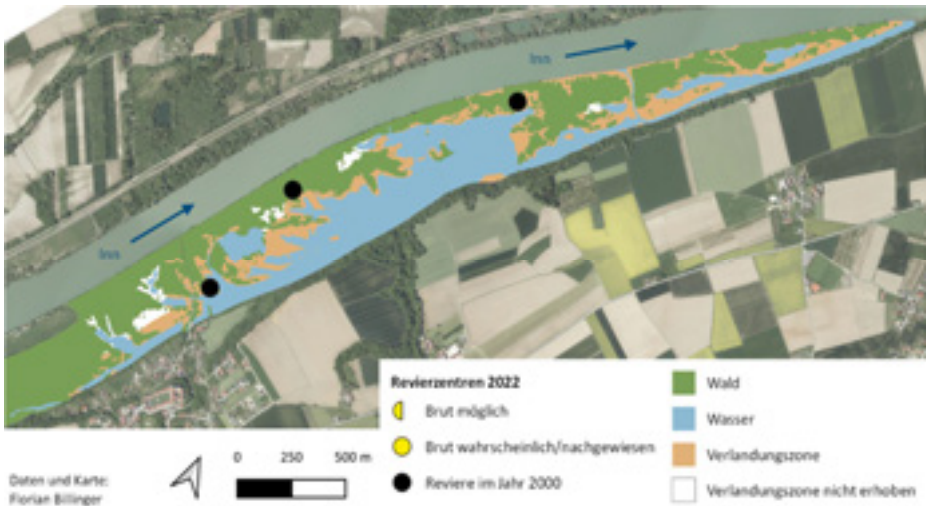 Inn
Inn
Revierzentren 2022
Brut möglich
Brut wahrscheinlich/nachgewiesen
Reviere im Jahr 2000
Wald
Wasser
Verlandungszone
Verlandungszone nicht erhoben
0 250 500 m
Daten und Karte:
Florian Billinger